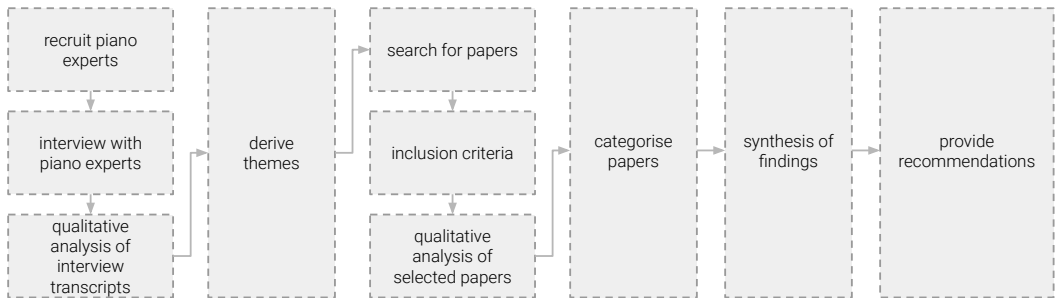 recruit piano
experts
interview with
piano experts
qualitative
analysis of
interview
transcripts
derive
themes
search for papers
inclusion criteria
qualitative
analysis of
selected papers
categorise
papers
synthesis of
findings
provide
recommendations